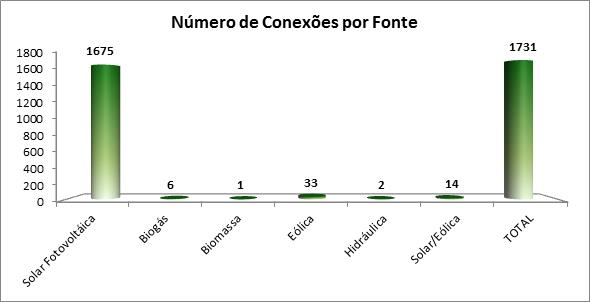 Número de Conexões por Fonte
1675
1731
1800
1600
1400
1200
1000
800
600
400
200
0
6
1
33
2
14
Solar Fotovoltáica
Biogás
Biomassa
Eólica
Hidráulica
Solar/Eólica
TOTAL